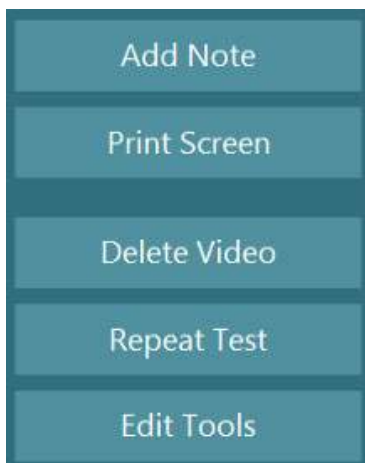 Add Note
Print Screen
Delete Video
Repeat Test
Edit Tools